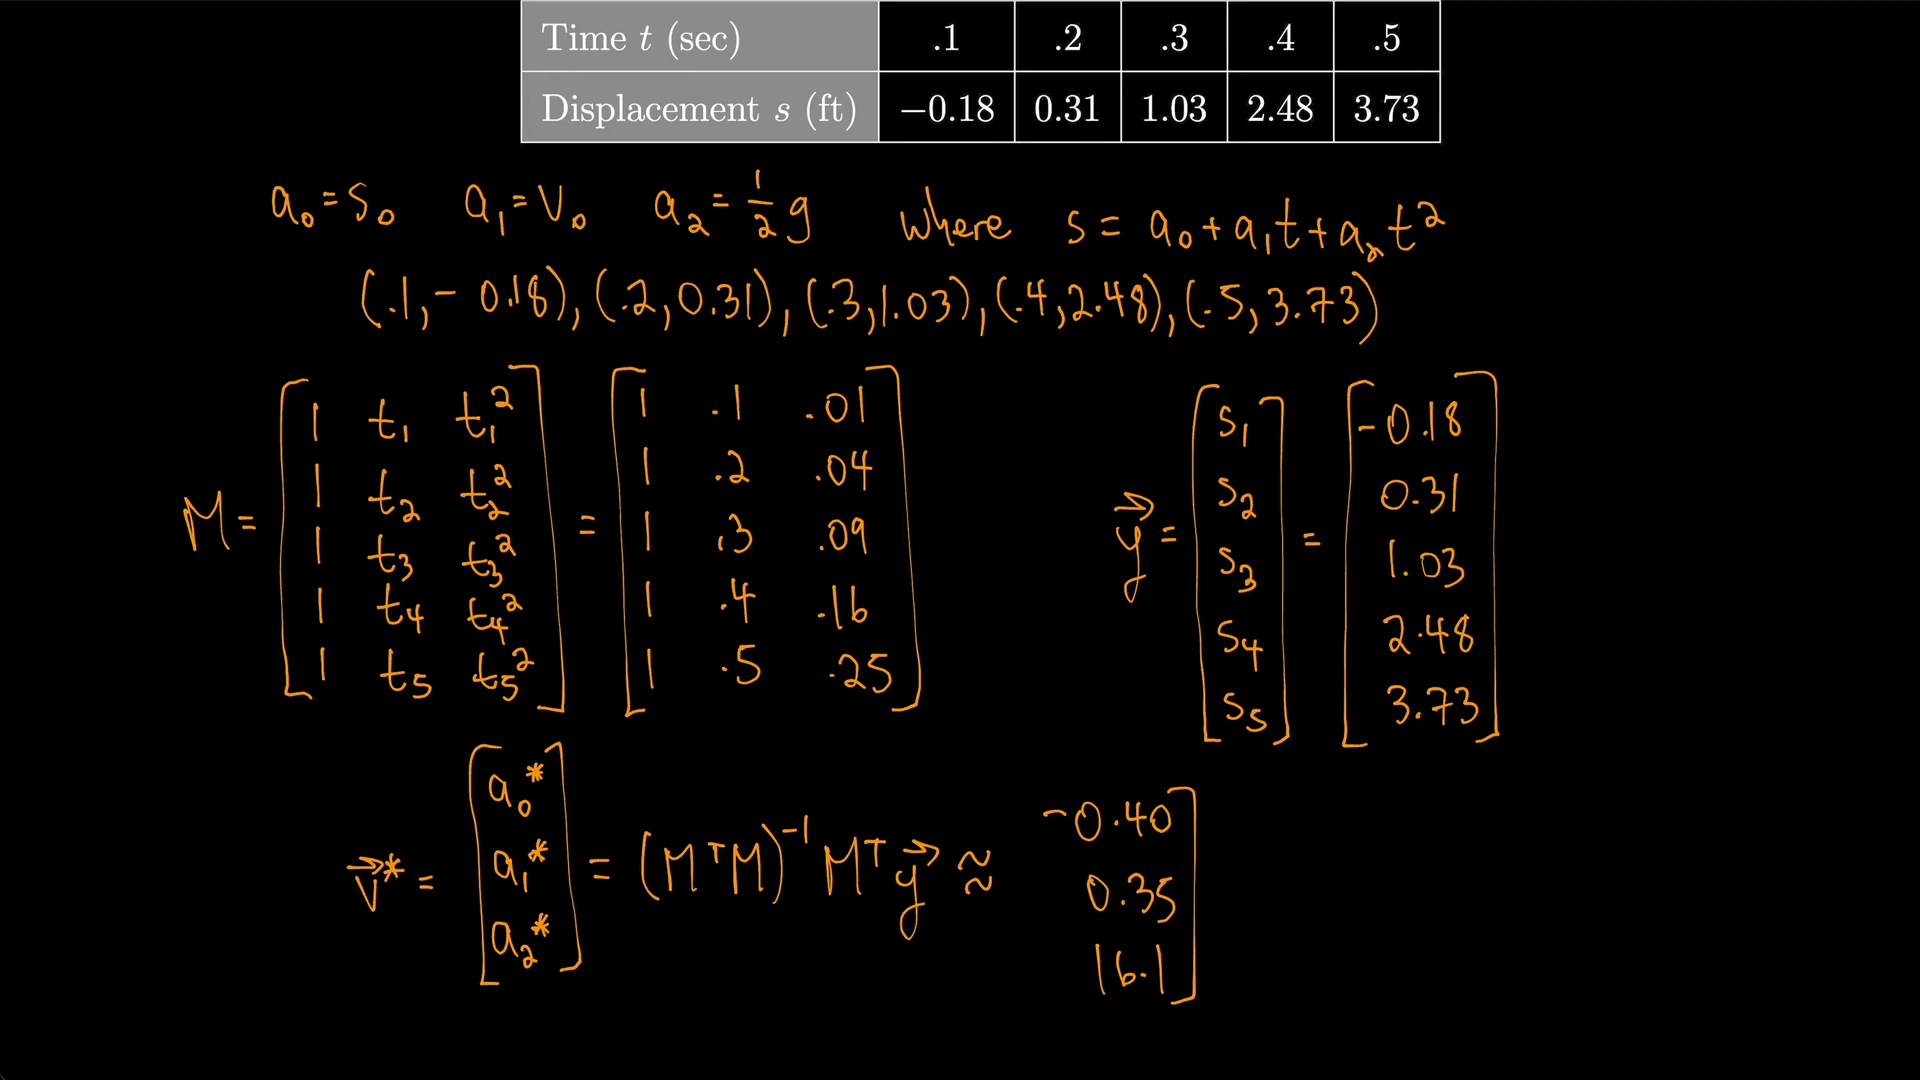 Time t (sec) .1 .2 .3 .4 .5
Displacement s (ft) −0.18 0.31 1.03 2.48 3.73
a₀ = s₀ a₁ = v₀ a₂ = 1/2 g where s = a₀ + a₁t + a₂t²
(.1, -0.18), (.2, 0.31), (.3, 1.03), (.4, 2.48), (.5, 3.73)
M = [1 t₁ t₁² = [1 .1 .01
1 t₂ t₂² 1 .2 .04
1 t₃ t₃² 1 .3 .09
1 t₄ t₄² 1 .4 .16
1 t₅ t₅²] 1 .5 .25]
y⃗ = [s₁ = [-0.18
s₂ 0.31
s₃ 1.03
s₄ 2.48
s₅] 3.73]
v⃗* = [a₀* a₁* a₂*] = (MᵀM)⁻¹ Mᵀ y⃗ ≈ -0.40
0.35
16.1]